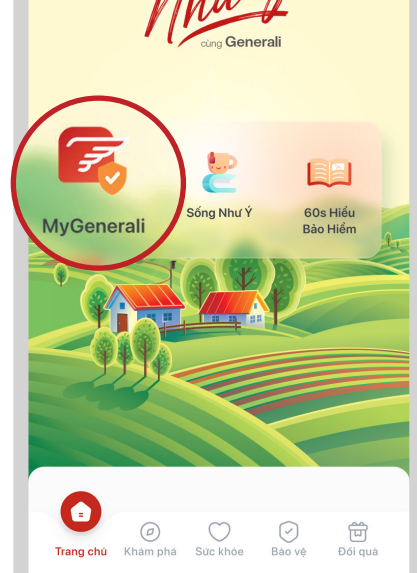 Như Ý
cùng Generali
MyGenerali
Sống Như Ý
60s Hiểu
Bảo Hiểm
Trang chủ
Khám phá
Sức khỏe
Bảo vệ
Đổi quà